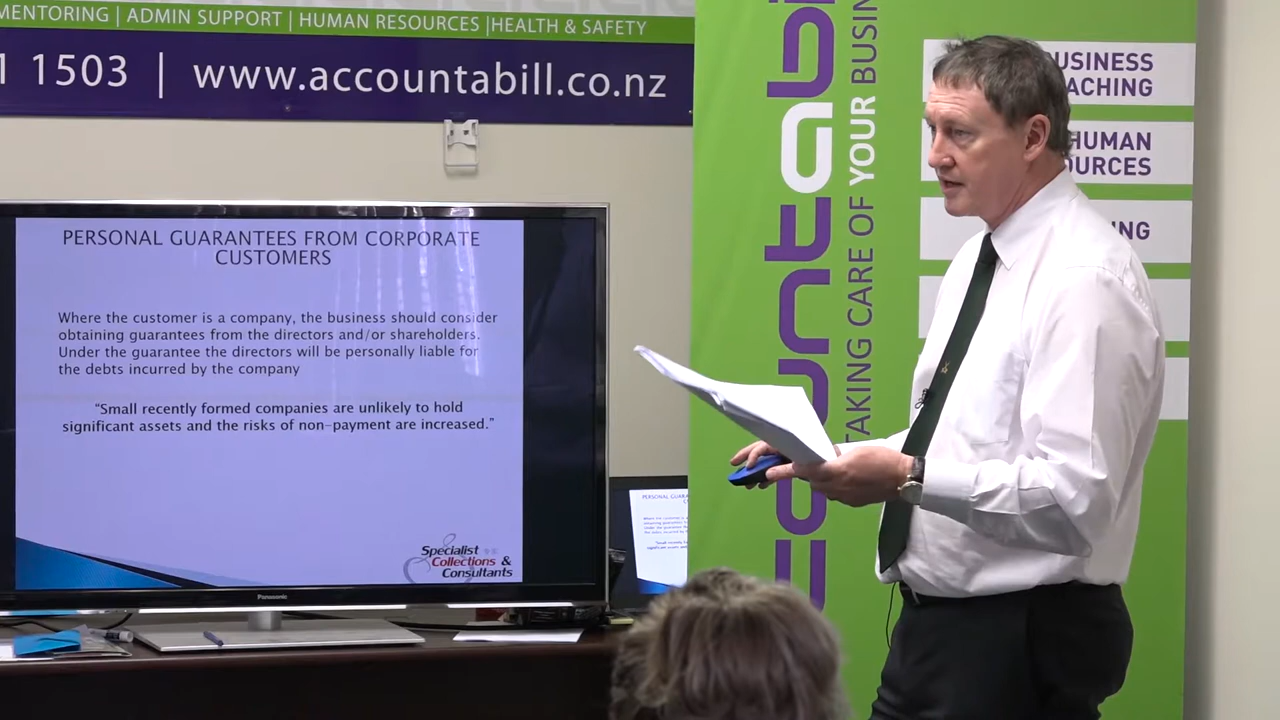 MENTORING | ADMIN SUPPORT | HUMAN RESOURCES |HEALTH & SAFETY
1 1503 | www.accountabill.co.nz
PERSONAL GUARANTEES FROM CORPORATE
CUSTOMERS
Where the customer is a company, the business should consider
obtaining guarantees from the directors and/or shareholders.
Under the guarantee the directors will be personally liable for
the debts incurred by the company
“Small recently formed companies are unlikely to hold
significant assets and the risks of non-payment are increased.”
Specialist
Collections &
Consultants
Panasonic
countabi
TAKING CARE OF YOUR BUSIN
USINESS
ACHING
HUMAN
OURCES
NG
PERSONAL GUARA